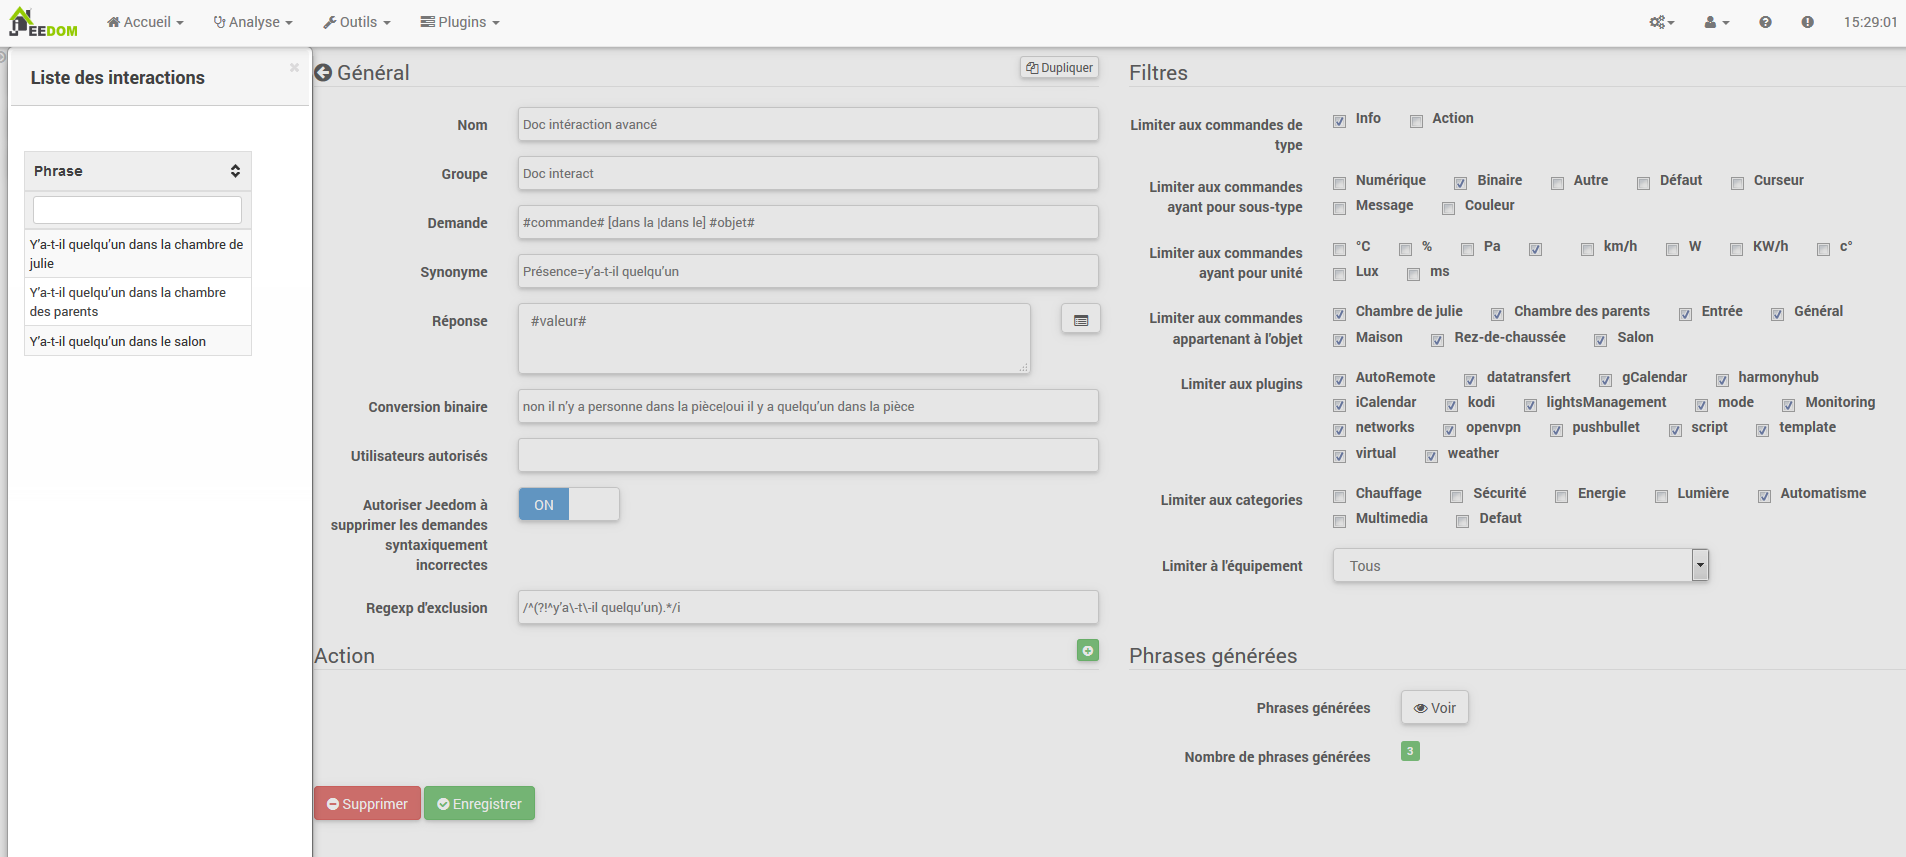 JEEDOM
Accueil
Analyse
Outils
Plugins
15:29:01
Liste des interactions
×
Phrase
Y'a-t-il quelqu'un dans la chambre de
julie
Y'a-t-il quelqu'un dans la chambre
des parents
Y'a-t-il quelqu'un dans le salon
Général
Dupliquer
Nom
Doc intéraction avancé
Groupe
Doc interact
Demande
#commande# [dans la |dans le] #objet#
Synonyme
Présence=y'a-t-il quelqu'un
Réponse
#valeur#
Conversion binaire
non il n'y a personne dans la pièce|oui il y a quelqu'un dans la pièce
Utilisateurs autorisés
Autoriser Jeedom à
supprimer les demandes
syntaxiquement
incorrectes
ON
Regexp d'exclusion
/^(?!^y'a\-t\-il quelqu'un).*/i
Action
Supprimer
Enregistrer
Filtres
Limiter aux commandes de
type
Info Action
Limiter aux commandes
ayant pour sous-type
Numérique Binaire Autre Défaut Curseur
Message Couleur
Limiter aux commandes
ayant pour unité
°C % Pa km/h W KW/h c°
Lux ms
Limiter aux commandes
appartenant à l'objet
Chambre de julie Chambre des parents Entrée Général
Maison Rez-de-chaussée Salon
Limiter aux plugins
AutoRemote datatransfert gCalendar harmonyhub
iCalendar kodi lightsManagement mode Monitoring
networks openvpn pushbullet script template
virtual weather
Limiter aux categories
Chauffage Sécurité Energie Lumière Automatisme
Multimedia Defaut
Limiter à l'équipement
Tous
Phrases générées
Phrases générées
Voir
Nombre de phrases générées
3